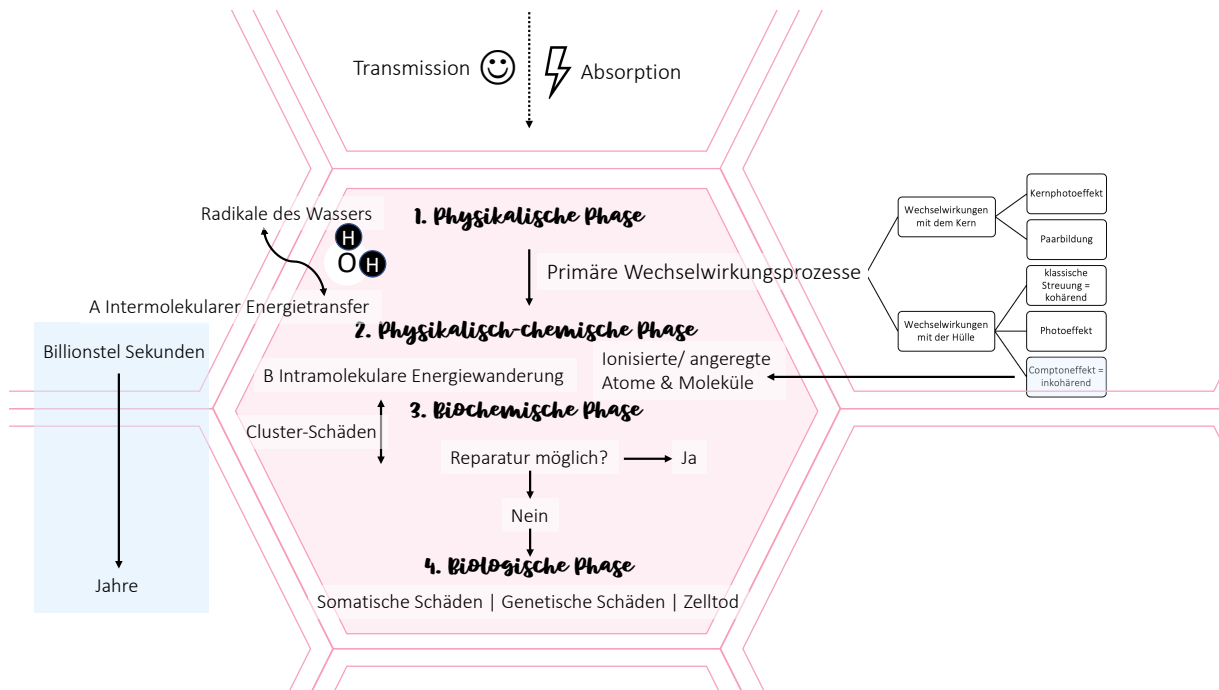 Transmission
Absorption
Radikale des Wassers
H
O H
A Intermolekularer Energietransfer
1. Physikalische Phase
Primäre Wechselwirkungsprozesse
Wechselwirkungen
mit dem Kern
Kernphotoeffekt
Paarbildung
Wechselwirkungen
mit der Hülle
klassische
Streuung =
kohärend
Photoeffekt
Comptoneffekt =
inkohärend
2. Physikalisch-chemische Phase
Ionisierte/ angeregte
Atome & Moleküle
B Intramolekulare Energiewanderung
Billionstel Sekunden
Jahre
3. Biochemische Phase
Cluster-Schäden
Reparatur möglich?
Ja
Nein
4. Biologische Phase
Somatische Schäden | Genetische Schäden | Zelltod